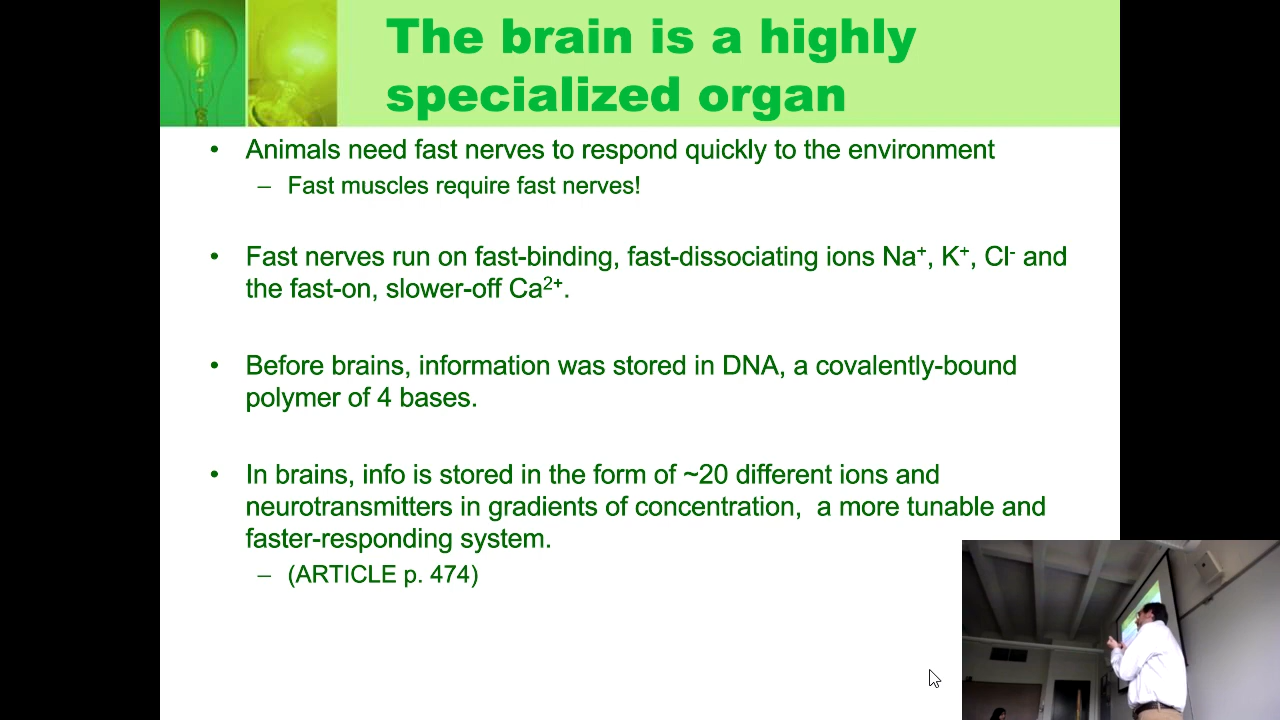 The brain is a highly
specialized organ
• Animals need fast nerves to respond quickly to the environment
– Fast muscles require fast nerves!
• Fast nerves run on fast-binding, fast-dissociating ions Na⁺, K⁺, Cl⁻ and
the fast-on, slower-off Ca²⁺.
• Before brains, information was stored in DNA, a covalently-bound
polymer of 4 bases.
• In brains, info is stored in the form of ~20 different ions and
neurotransmitters in gradients of concentration,  a more tunable and
faster-responding system.
– (ARTICLE p. 474)